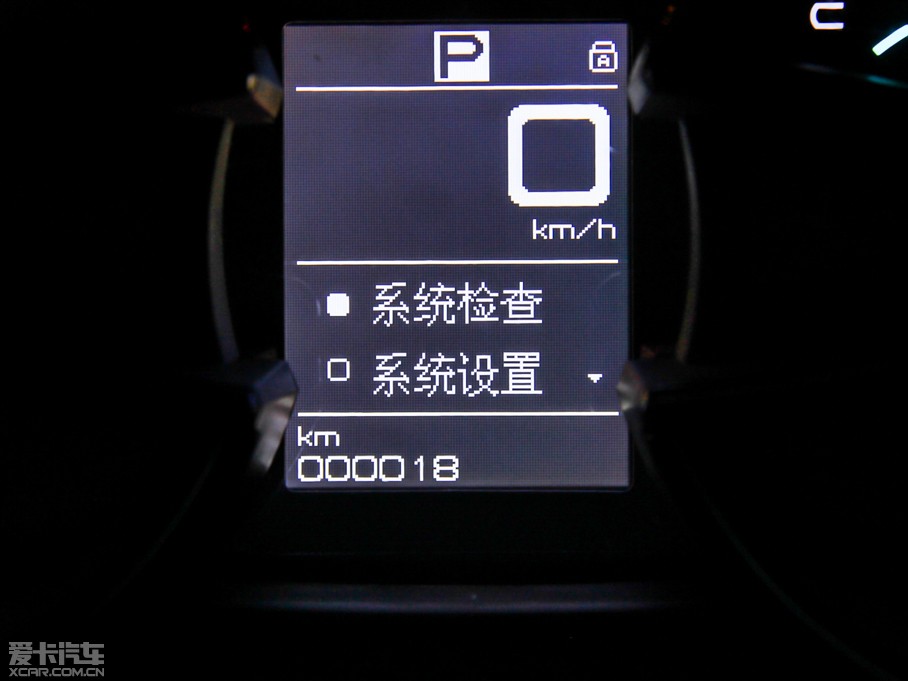 P
A
C
0
km/h
系统检查
系统设置
km
000018
爱卡汽车
XCAR.COM.CN